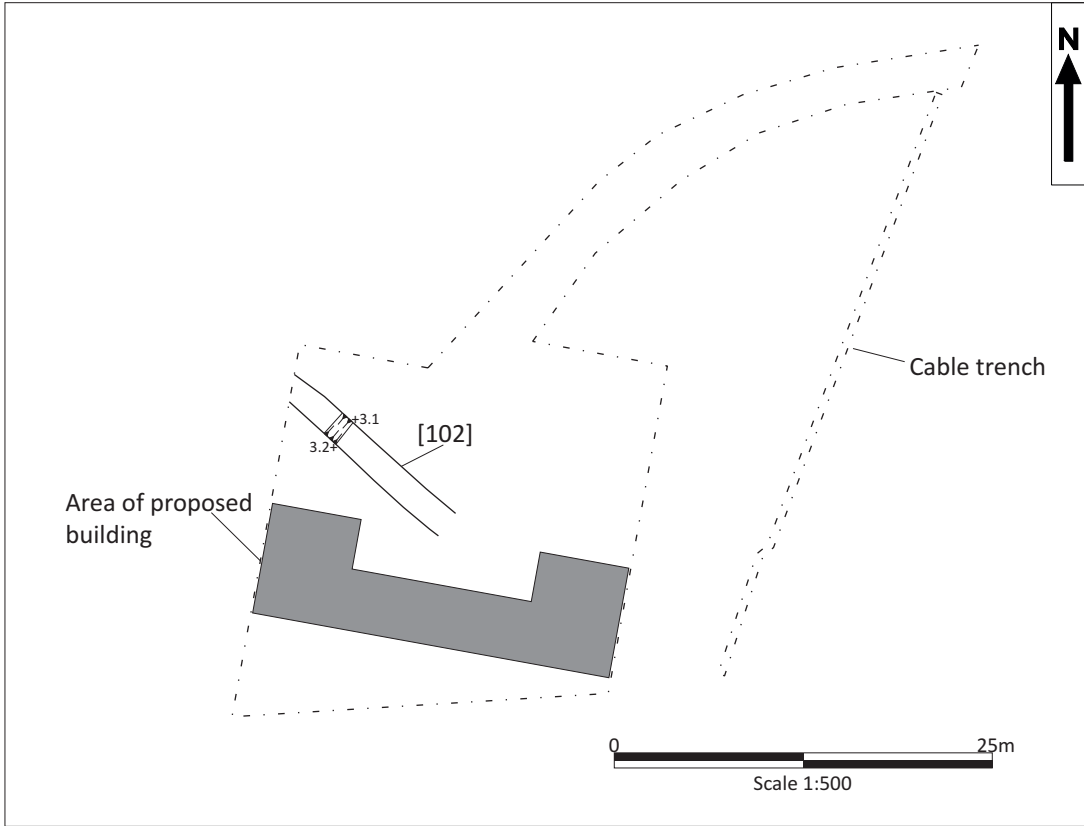 N
Cable trench
+3.1
[102]
3.2+
Area of proposed
building
0
25m
Scale 1:500